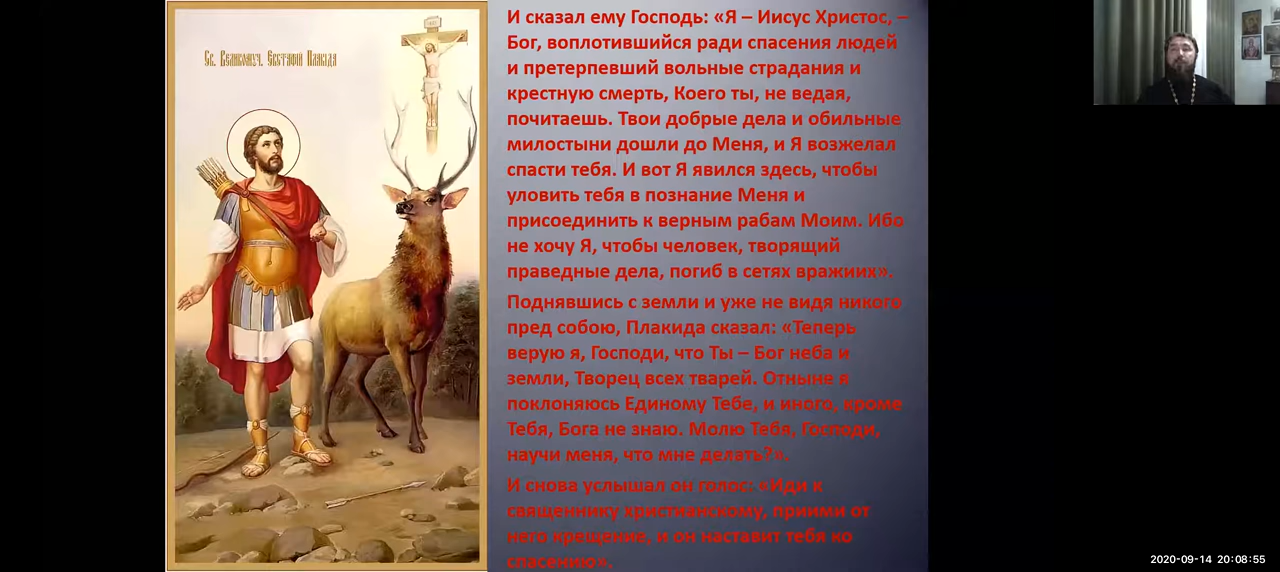 Св. Великомуч. Евстафий Плакида
И сказал ему Господь: «Я – Иисус Христос, –
Бог, воплотившийся ради спасения людей
и претерпевший вольные страдания и
крестную смерть, Коего ты, не ведая,
почитаешь. Твои добрые дела и обильные
милостыни дошли до Меня, и Я возжелал
спасти тебя. И вот Я явился здесь, чтобы
уловить тебя в познание Меня и
присоединить к верным рабам Моим. Ибо
не хочу Я, чтобы человек, творящий
праведные дела, погиб в сетях вражиих».
Поднявшись с земли и уже не видя никого
пред собою, Плакида сказал: «Теперь
верую я, Господи, что Ты – Бог неба и
земли, Творец всех тварей. Отныне я
поклоняюсь Единому Тебе, и иного, кроме
Тебя, Бога не знаю. Молю Тебя, Господи,
научи меня, что мне делать?».
И снова услышал он голос: «Иди к
священнику христианскому, приими от
него крещение, и он наставит тебя ко
спасению».
2020-09-14 20:08:55